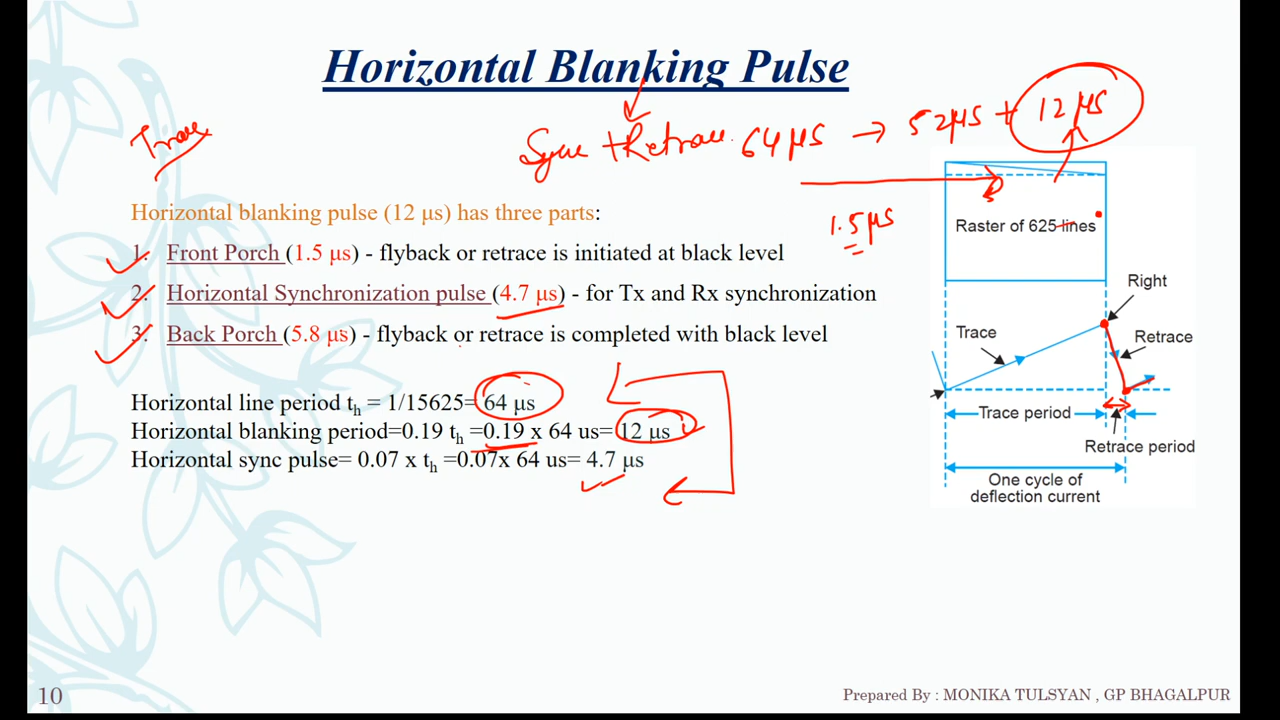 Horizontal Blanking Pulse
Trace
Sync + Retrace 64 μs → 52 μs + 12 μs
Horizontal blanking pulse (12 μs) has three parts:
1. Front Porch (1.5 μs) - flyback or retrace is initiated at black level
2. Horizontal Synchronization pulse (4.7 μs) - for Tx and Rx synchronization
3. Back Porch (5.8 μs) - flyback or retrace is completed with black level
Horizontal line period th = 1/15625= 64 μs
Horizontal blanking period=0.19 th =0.19 x 64 us= 12 μs
Horizontal sync pulse= 0.07 x th =0.07x 64 us= 4.7 μs
1.5 μs
Raster of 625 lines
Right
Trace
Retrace
Trace period
Retrace period
One cycle of
deflection current
10
Prepared By : MONIKA TULSYAN , GP BHAGALPUR